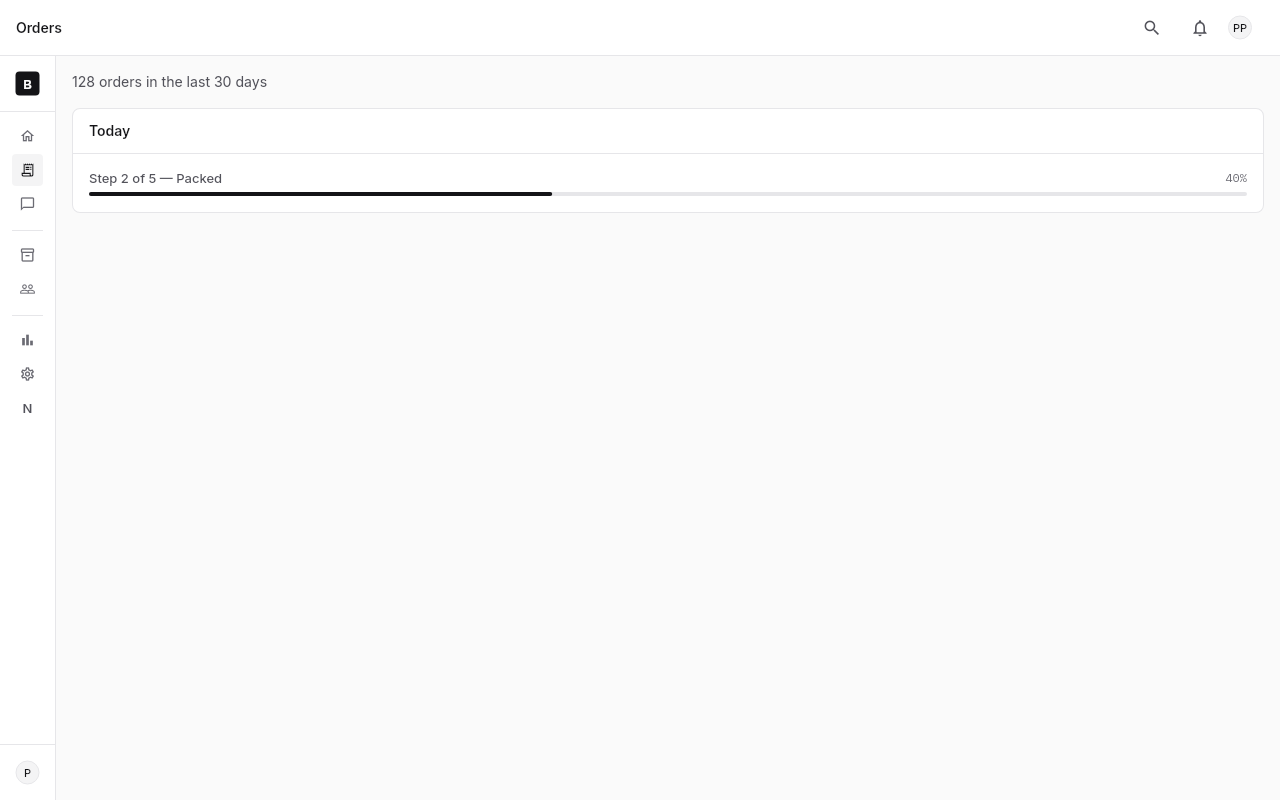 Orders
PP
B
128 orders in the last 30 days
Today
Step 2 of 5 — Packed
40%
N
P